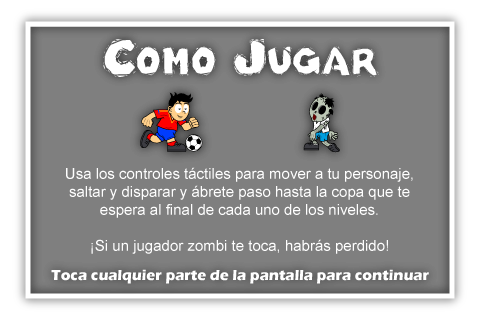 Como Jugar
Usa los controles táctiles para mover a tu personaje,
saltar y disparar y ábrete paso hasta la copa que te
espera al final de cada uno de los niveles.
¡Si un jugador zombi te toca, habrás perdido!
Toca cualquier parte de la pantalla para continuar